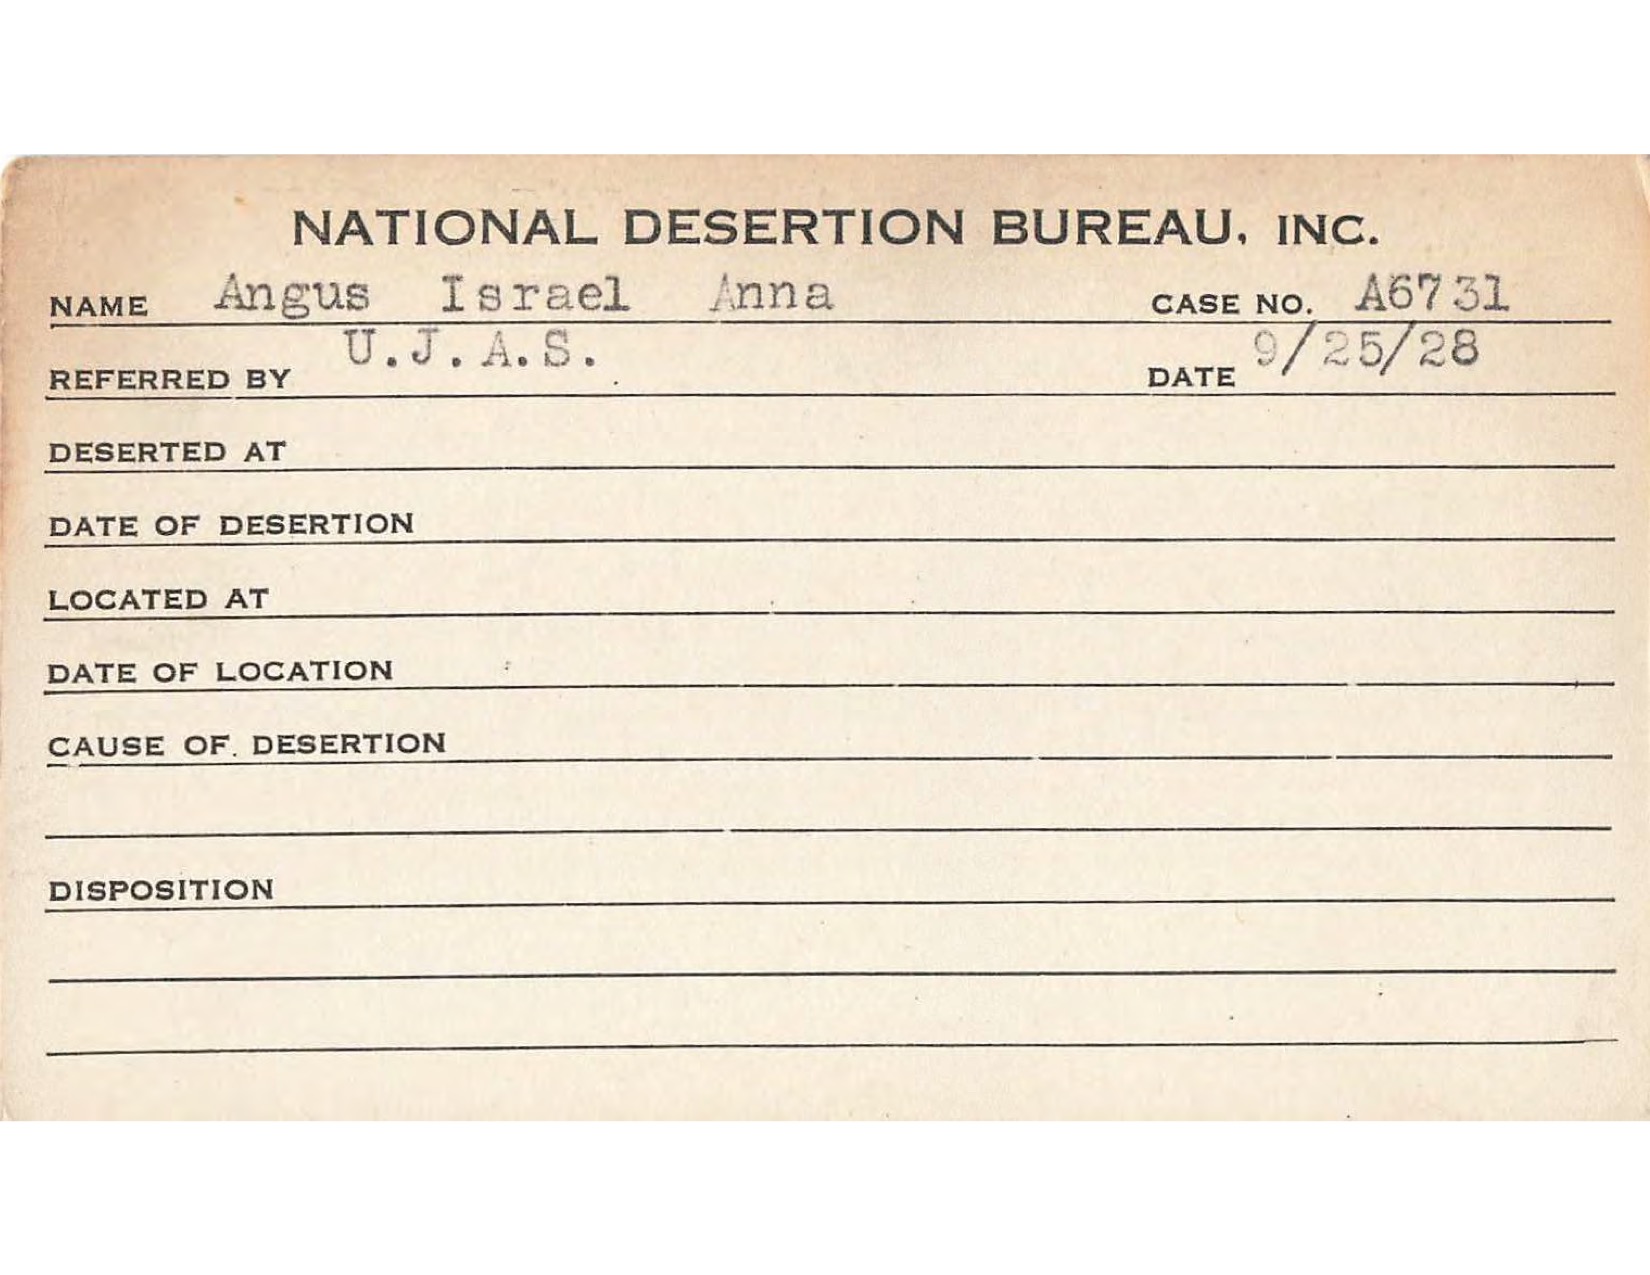 NATIONAL DESERTION BUREAU, INC.
NAME Angus Israel Anna CASE NO. A6731
REFERRED BY U.J.A.S. DATE 9/25/28
DESERTED AT
DATE OF DESERTION
LOCATED AT
DATE OF LOCATION
CAUSE OF DESERTION
DISPOSITION